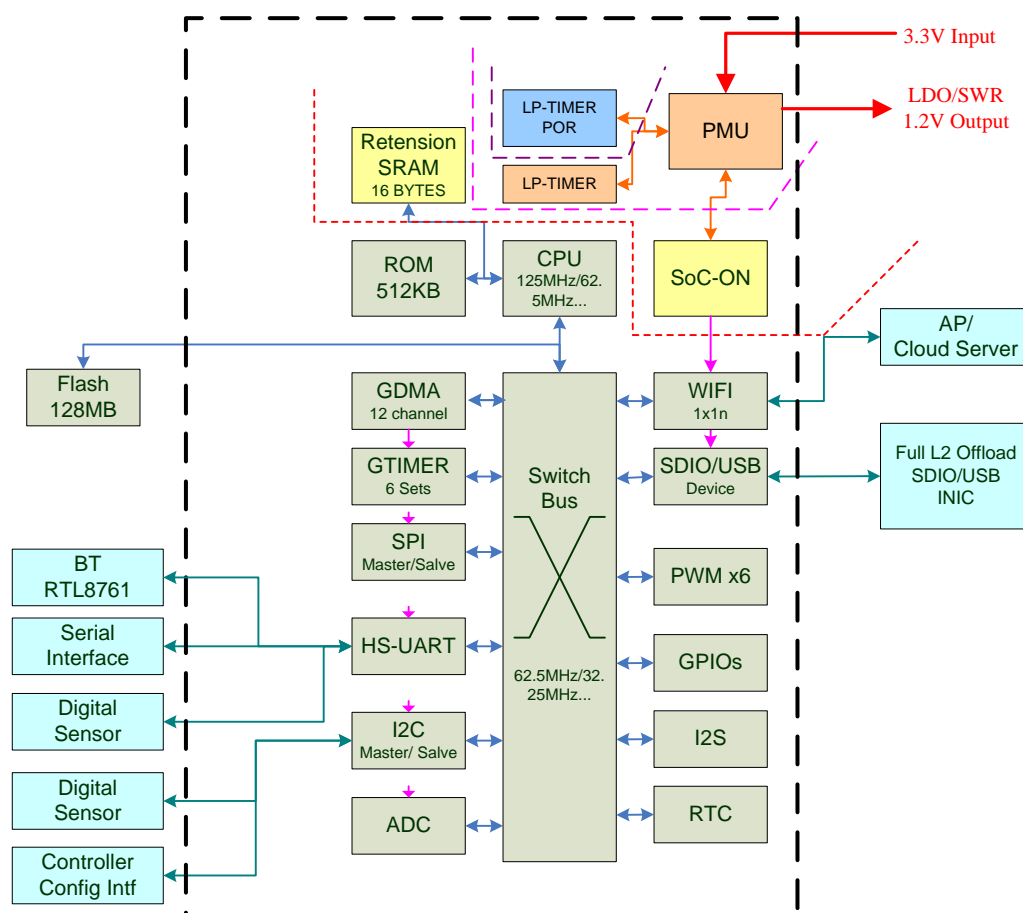 3.3V Input
LDO/SWR
1.2V Output
LP-TIMER
POR
PMU
Retension
SRAM
16 BYTES
LP-TIMER
ROM
512KB
CPU
125MHz/62.
5MHz...
SoC-ON
AP/
Cloud Server
Flash
128MB
GDMA
12 channel
WIFI
1x1n
GTIMER
6 Sets
Switch
Bus
SDIO/USB
Device
Full L2 Offload
SDIO/USB
INIC
SPI
Master/Salve
BT
RTL8761
PWM x6
Serial
Interface
HS-UART
62.5MHz/32.
25MHz...
GPIOs
Digital
Sensor
I2C
Master/ Salve
I2S
Digital
Sensor
ADC
RTC
Controller
Config Intf